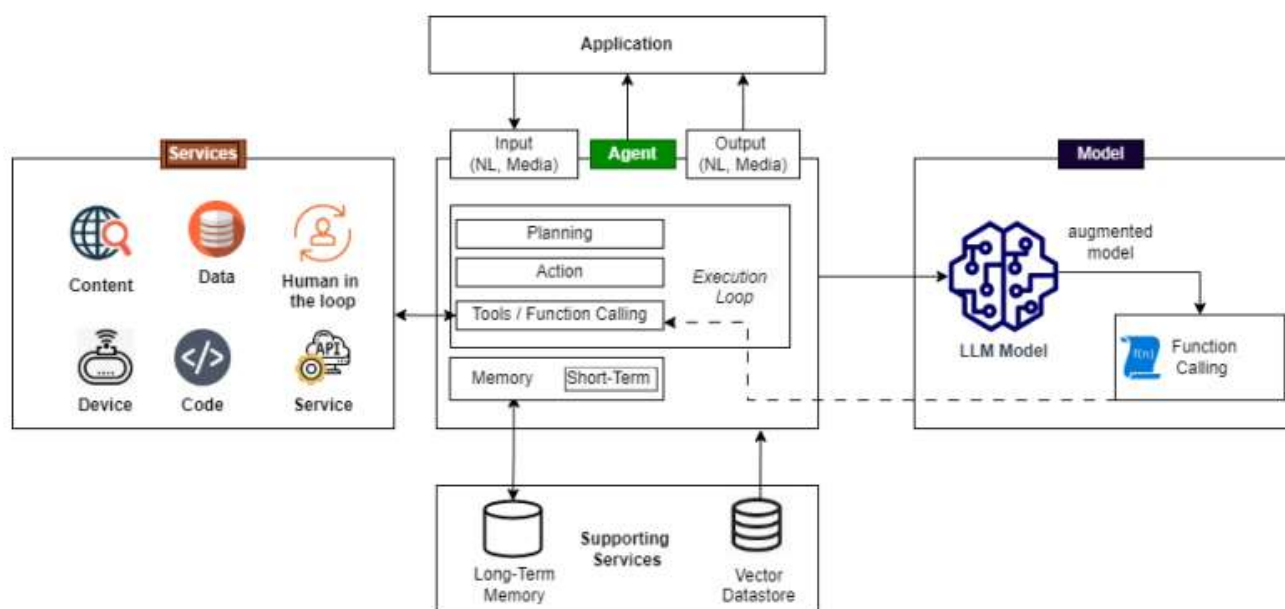 Application
Input
(NL, Media)
Agent
Output
(NL, Media)
Services
Content
Data
Human in
the loop
Device
Code
API
Service
Planning
Action
Tools / Function Calling
Execution
Loop
Memory
Short-Term
Model
augmented
model
LLM Model
f(n)
Function
Calling
Long-Term
Memory
Supporting
Services
Vector
Datastore